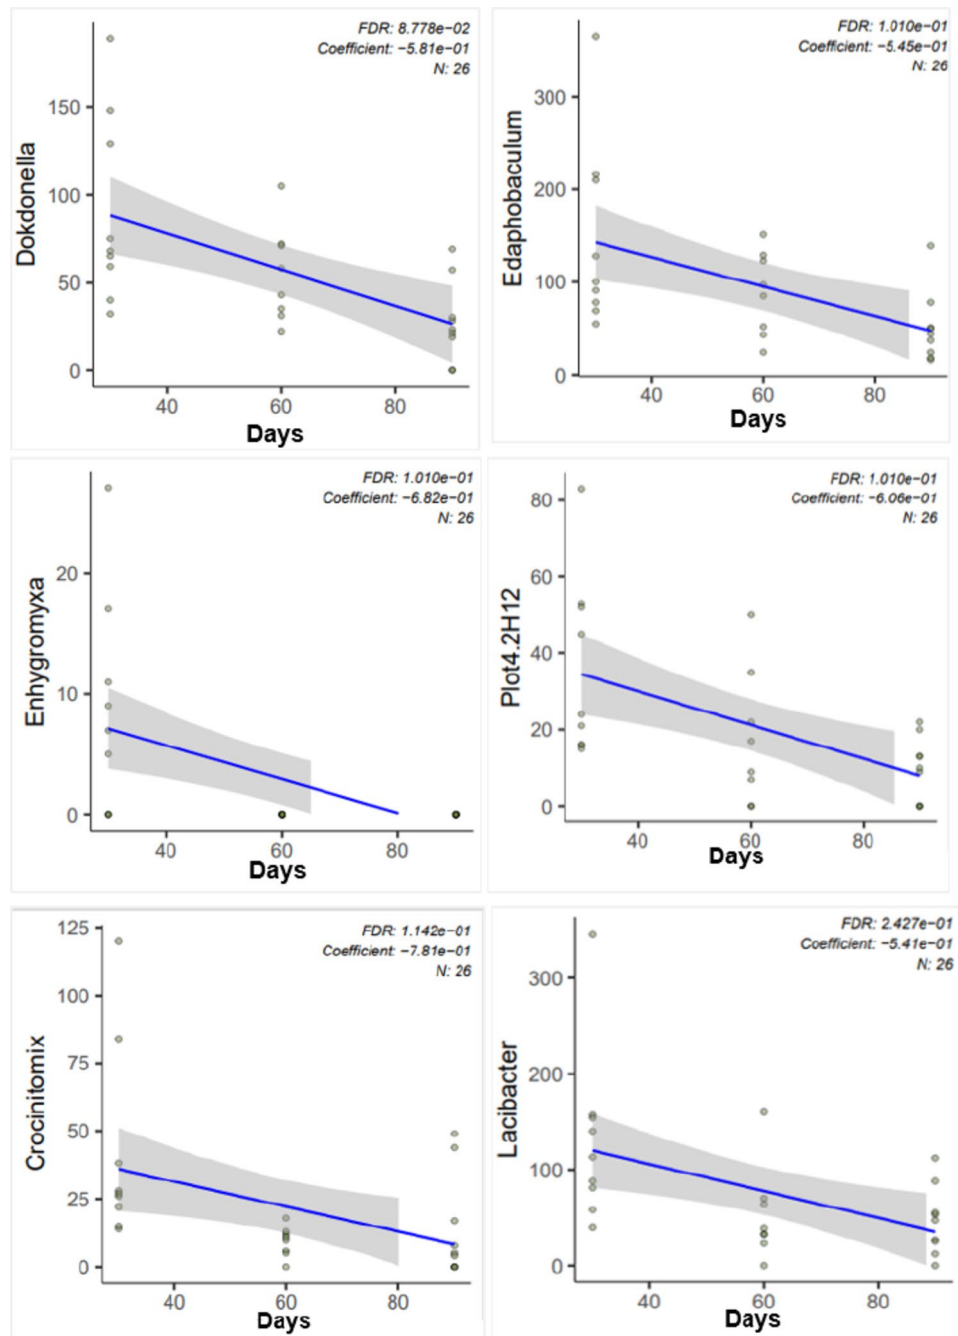 FDR: 8.778e−02
Coefficient: −5.81e−01
N: 26
Dokdonella
150
100
50
0
40 60 80
Days
FDR: 1.010e−01
Coefficient: −5.45e−01
N: 26
Edaphobaculum
300
200
100
0
40 60 80
Days
FDR: 1.010e−01
Coefficient: −6.82e−01
N: 26
Enhygromyxa
20
10
0
40 60 80
Days
FDR: 1.010e−01
Coefficient: −6.06e−01
N: 26
Plot4.2H12
80
60
40
20
0
40 60 80
Days
FDR: 1.142e−01
Coefficient: −7.81e−01
N: 26
Crocinitomix
125
100
75
50
25
0
40 60 80
Days
FDR: 2.427e−01
Coefficient: −5.41e−01
N: 26
Lacibacter
300
200
100
0
40 60 80
Days